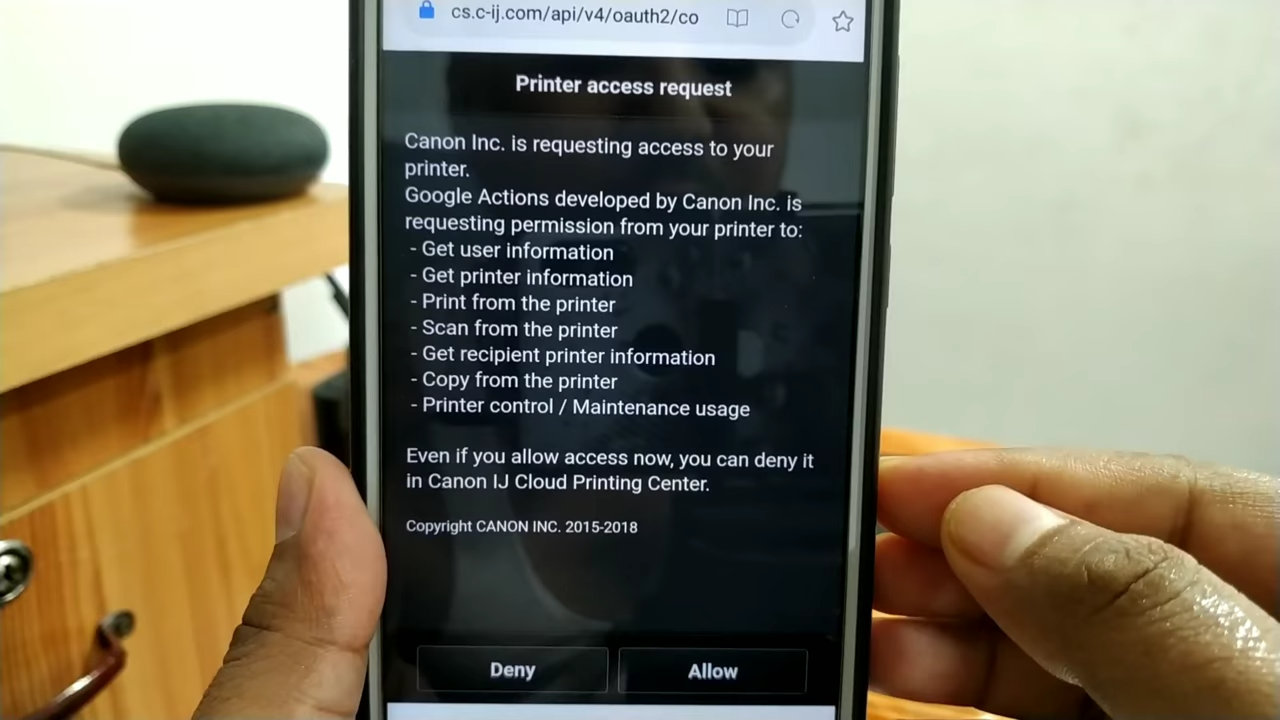 cs.c-ij.com/api/v4/oauth2/co
Printer access request
Canon Inc. is requesting access to your
printer.
Google Actions developed by Canon Inc. is
requesting permission from your printer to:
- Get user information
- Get printer information
- Print from the printer
- Scan from the printer
- Get recipient printer information
- Copy from the printer
- Printer control / Maintenance usage
Even if you allow access now, you can deny it
in Canon IJ Cloud Printing Center.
Copyright CANON INC. 2015-2018
Deny Allow